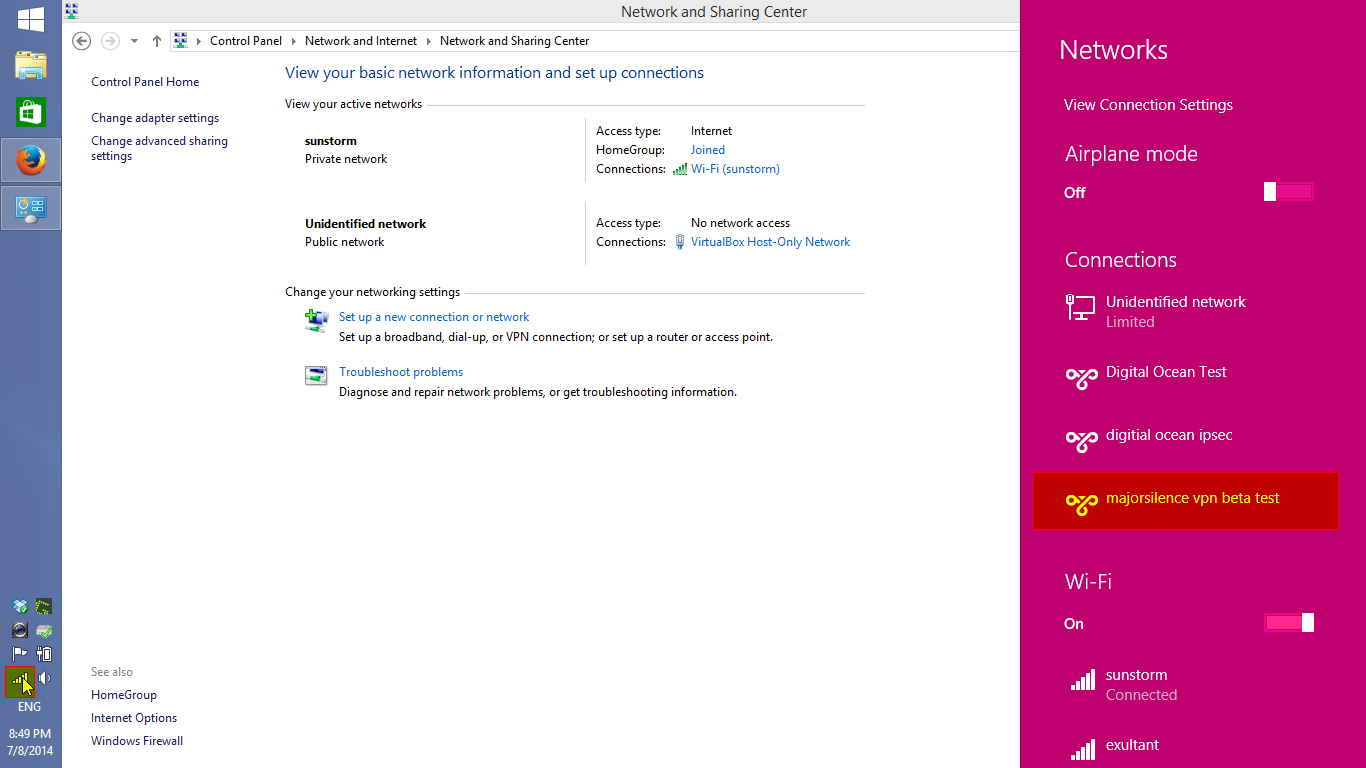 Network and Sharing Center
Control Panel
Network and Internet
Network and Sharing Center
Control Panel Home
Change adapter settings
Change advanced sharing
settings
View your basic network information and set up connections
View your active networks
sunstorm
Private network
Access type: Internet
HomeGroup: Joined
Connections: Wi-Fi (sunstorm)
Unidentified network
Public network
Access type: No network access
Connections: VirtualBox Host-Only Network
Change your networking settings
Set up a new connection or network
Set up a broadband, dial-up, or VPN connection; or set up a router or access point.
Troubleshoot problems
Diagnose and repair network problems, or get troubleshooting information.
See also
HomeGroup
Internet Options
Windows Firewall
ENG
8:49 PM
7/8/2014
Networks
View Connection Settings
Airplane mode
Off
Connections
Unidentified network
Limited
Digital Ocean Test
digitial ocean ipsec
majorsilence vpn beta test
Wi-Fi
On
sunstorm
Connected
exultant